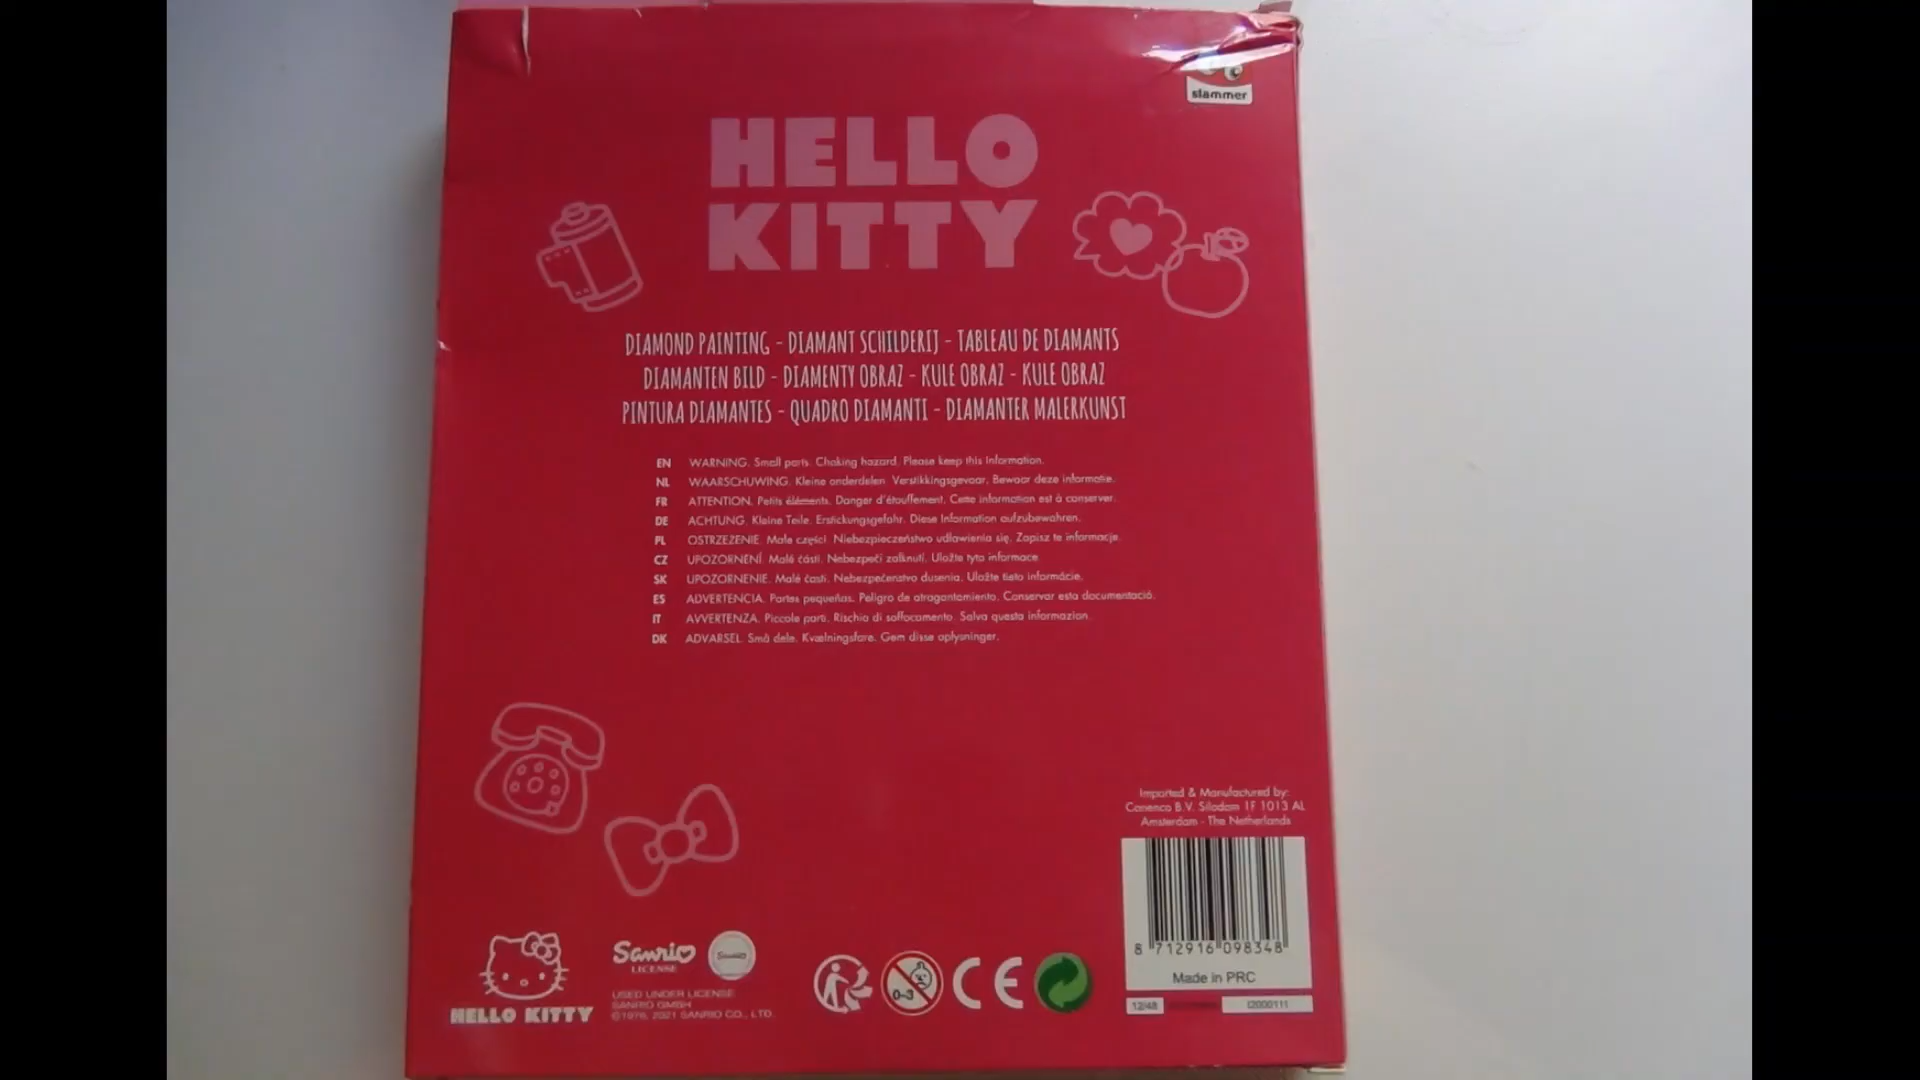 slammer
HELLO
KITTY
DIAMOND PAINTING - DIAMANT SCHILDERIJ - TABLEAU DE DIAMANTS
DIAMANTEN BILD - DIAMENTY OBRAZ - KULE OBRAZ - KULE OBRAZ
PINTURA DIAMANTES - QUADRO DIAMANTI - DIAMANTER MALERKUNST
EN WARNING. Small parts. Choking hazard. Please keep this information.
NL WAARSCHUWING. Kleine onderdelen. Verstikkingsgevaar. Bewaar deze informatie.
FR ATTENTION. Petits éléments. Danger d'étouffement. Cette information est à conserver.
DE ACHTUNG. Kleine Teile. Erstickungsgefahr. Diese Information aufzubewahren.
PL OSTRZEŻENIE. Małe części. Niebezpieczeństwo udławienia się. Zapisz te informacje.
CZ UPOZORNĚNÍ. Malé části. Nebezpečí zalknutí. Uložte tyto informace
SK UPOZORNENIE. Malé časti. Nebezpečenstvo dusenia. Uložte tieto informácie.
ES ADVERTENCIA. Partes pequeñas. Peligro de atragantamiento. Conservar esta documentació.
IT AVVERTENZA. Piccole parti. Rischio di soffocamento. Salva questa informazion.
DK ADVARSEL. Små dele. Kvælningsfare. Gem disse oplysninger.
Imported & Manufactured by:
B.V. Silodam 1F 1013 AL
Amsterdam - The Netherlands
8 712916 098348
Made in PRC
12/48
12000111
HELLO KITTY
Sanrio
LICENSE
Sanrio
USED UNDER LICENSE
SANRIO GMBH
©1976, 2021 SANRIO CO., LTD.
0-3
CE